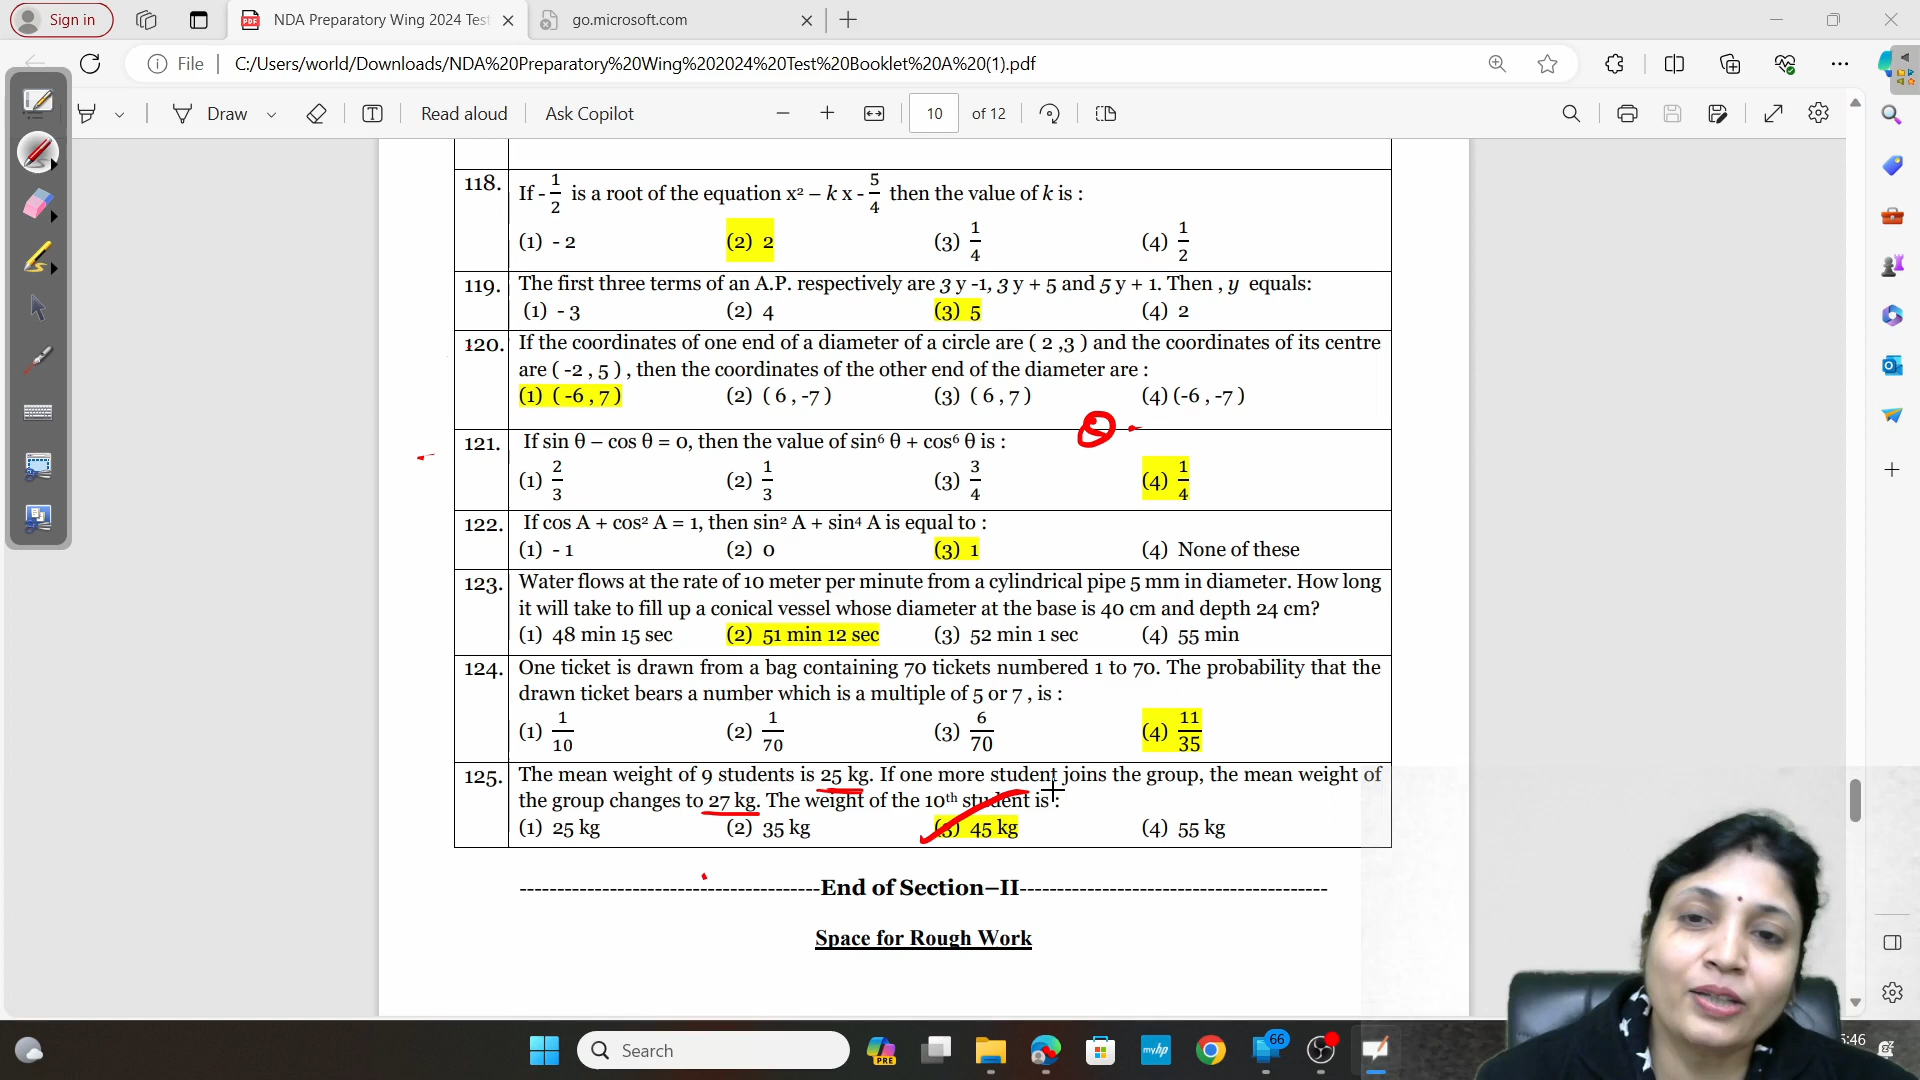 Sign in
NDA Preparatory Wing 2024 Test
go.microsoft.com
File
C:/Users/world/Downloads/NDA%20Preparatory%20Wing%202024%20Test%20Booklet%20A%20(1).pdf
Draw
Read aloud
Ask Copilot
10 of 12
118. If - 1/2 is a root of the equation x² – k x - 5/4 then the value of k is :
(1) - 2 (2) 2 (3) 1/4 (4) 1/2
119. The first three terms of an A.P. respectively are 3 y -1, 3 y + 5 and 5 y + 1. Then , y equals:
(1) - 3 (2) 4 (3) 5 (4) 2
120. If the coordinates of one end of a diameter of a circle are ( 2 ,3 ) and the coordinates of its centre
are ( -2 , 5 ) , then the coordinates of the other end of the diameter are :
(1) ( -6 , 7 ) (2) ( 6 , -7 ) (3) ( 6 , 7 ) (4) (-6 , -7 )
121. If sin θ – cos θ = 0, then the value of sin⁶ θ + cos⁶ θ is :
(1) 2/3 (2) 1/3 (3) 3/4 (4) 1/4
122. If cos A + cos² A = 1, then sin² A + sin⁴ A is equal to :
(1) - 1 (2) 0 (3) 1 (4) None of these
123. Water flows at the rate of 10 meter per minute from a cylindrical pipe 5 mm in diameter. How long
it will take to fill up a conical vessel whose diameter at the base is 40 cm and depth 24 cm?
(1) 48 min 15 sec (2) 51 min 12 sec (3) 52 min 1 sec (4) 55 min
124. One ticket is drawn from a bag containing 70 tickets numbered 1 to 70. The probability that the
drawn ticket bears a number which is a multiple of 5 or 7 , is :
(1) 1/10 (2) 1/70 (3) 6/70 (4) 11/35
125. The mean weight of 9 students is 25 kg. If one more student joins the group, the mean weight of
the group changes to 27 kg. The weight of the 10th student is :
(1) 25 kg (2) 35 kg (3) 45 kg (4) 55 kg
----------------------------------------End of Section–II-----------------------------------------
Space for Rough Work
Search
PRE
myhp
66
5:46